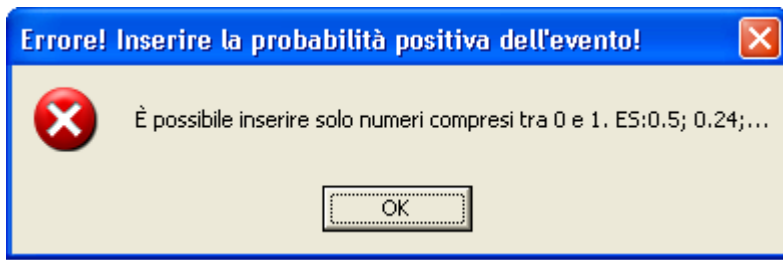 Errore! Inserire la probabilità positiva dell'evento!
È possibile inserire solo numeri compresi tra 0 e 1. ES:0.5; 0.24;...
OK